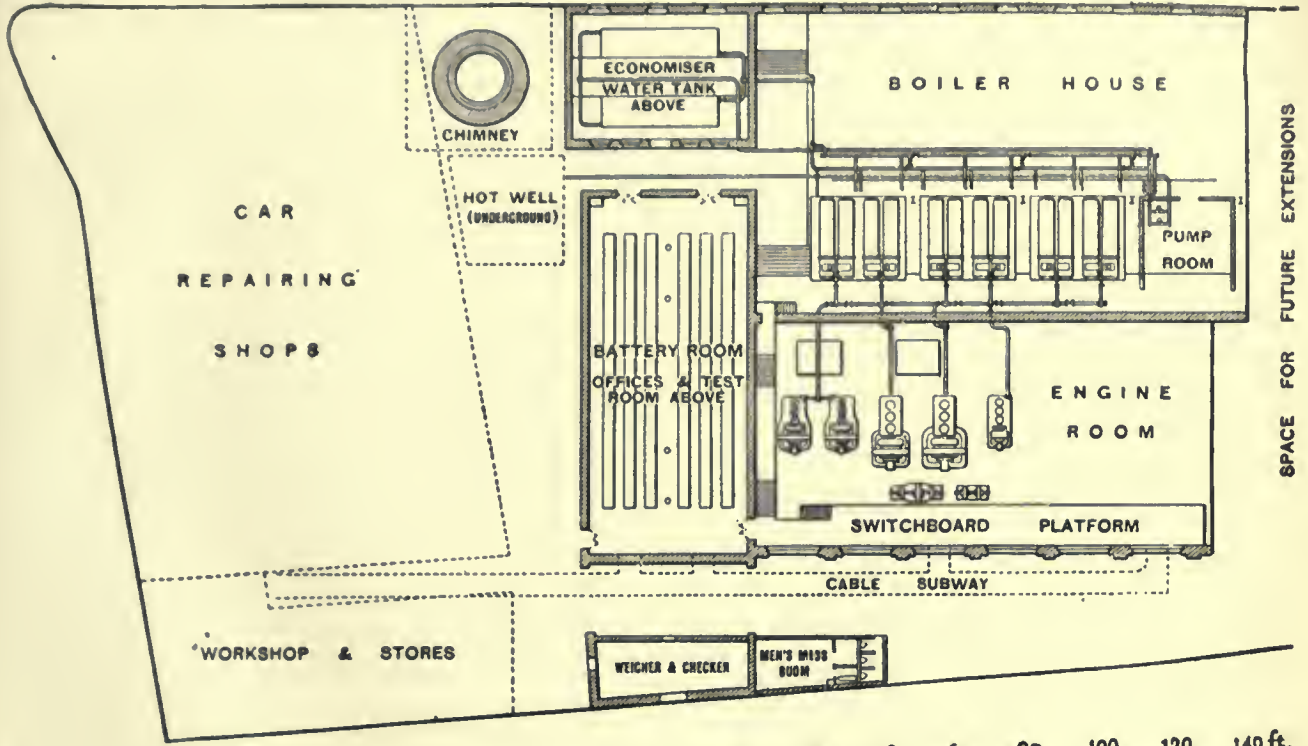 ECONOMISER
WATER TANK
ABOVE
BOILER HOUSE
CHIMNEY
HOT WELL
(UNDERGROUND)
CAR
REPAIRING
SHOPS
PUMP
ROOM
BATTERY ROOM
OFFICES & TEST
ROOM ABOVE
ENGINE
ROOM
SPACE FOR FUTURE EXTENSIONS
SWITCHBOARD PLATFORM
CABLE SUBWAY
WORKSHOP & STORES
WEIGHER & CHECKER
MEN'S MESS
ROOM
100 120 140 ft.